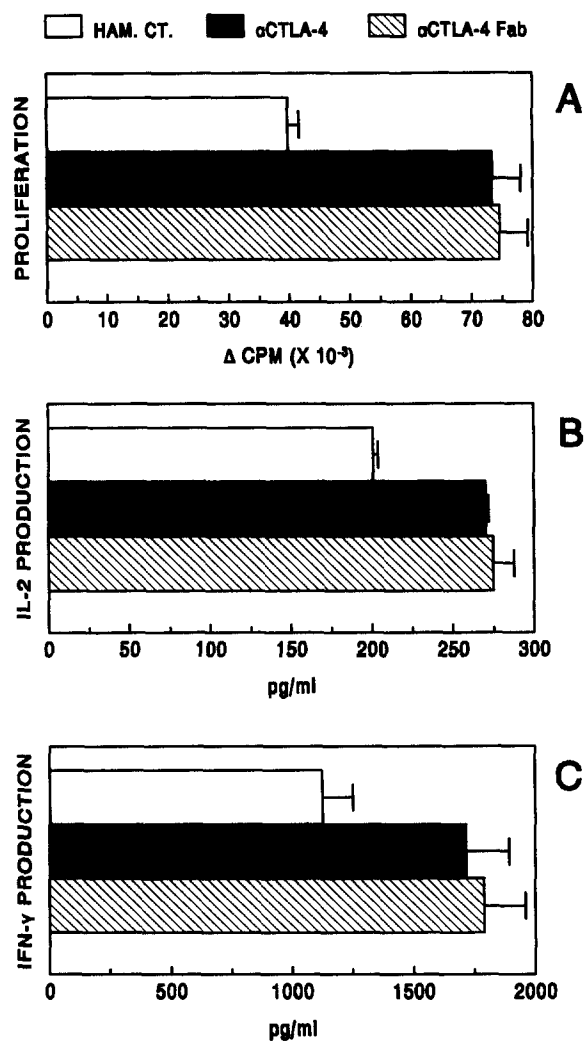 HAM. CT. αCTLA-4 αCTLA-4 Fab
A
PROLIFERATION
0 10 20 30 40 50 60 70 80
Δ CPM (X 10⁻³)
B
IL-2 PRODUCTION
0 50 100 150 200 250 300
pg/ml
C
IFN-γ PRODUCTION
0 500 1000 1500 2000
pg/ml